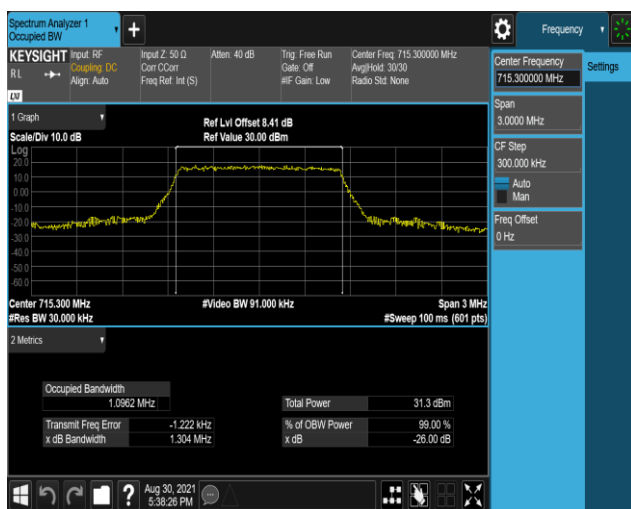 Spectrum Analyzer 1
Occupied BW
Frequency
KEYSIGHT Input: RF Input Z: 50 Ω Atten: 40 dB Trig: Free Run Center Freq: 715.300000 MHz
RL Coupling: DC Corr CCorr Gate: Off Avg|Hold: 30/30
Align: Auto Freq Ref: Int (S) #IF Gain: Low Radio Std: None
LXI
Center Frequency
715.300000 MHz
Settings
Span
3.0000 MHz
CF Step
300.000 kHz
Auto
Man
Freq Offset
0 Hz
1 Graph
Scale/Div 10.0 dB
Ref Lvl Offset 8.41 dB
Ref Value 30.00 dBm
Log
20.0
10.0
0.00
-10.0
-20.0
-30.0
-40.0
-50.0
-60.0
Center 715.300 MHz #Video BW 91.000 kHz Span 3 MHz
#Res BW 30.000 kHz #Sweep 100 ms (601 pts)
2 Metrics
Occupied Bandwidth
1.0962 MHz Total Power 31.3 dBm
Transmit Freq Error -1.222 kHz % of OBW Power 99.00 %
x dB Bandwidth 1.304 MHz x dB -26.00 dB
? Aug 30, 2021
5:38:26 PM